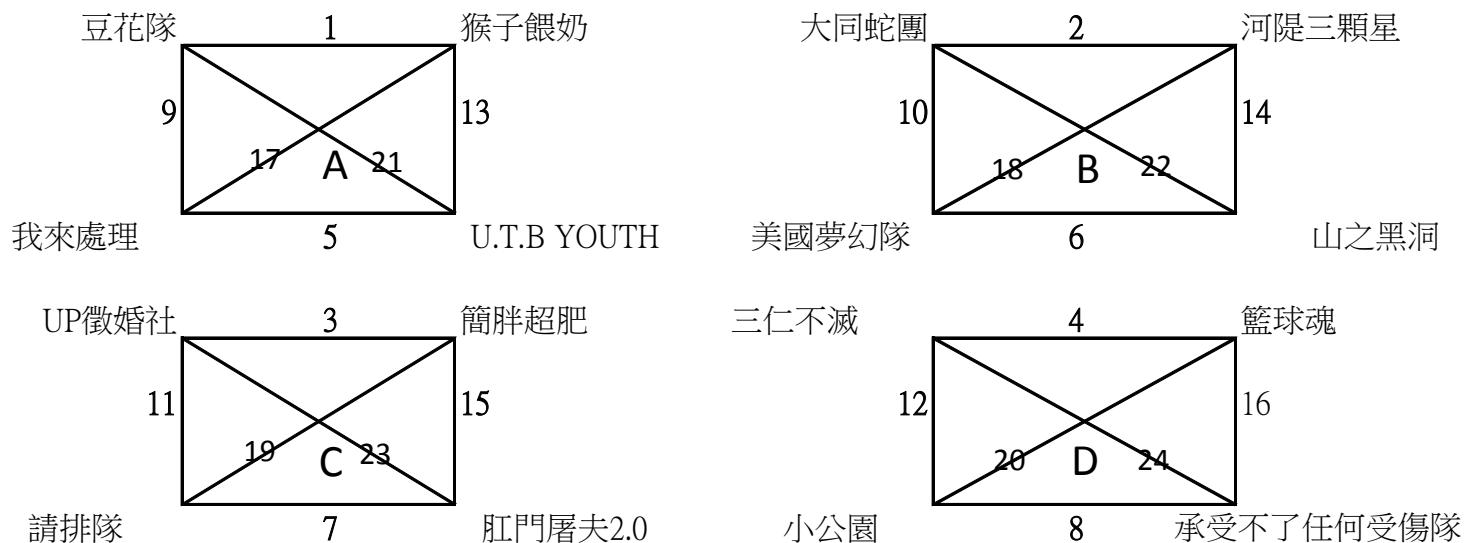 豆花隊 1 猴子餵奶 大同蛇團 2 河隄三顆星
9 13 10 14
17 A 21 18 B 22
我來處理 5 U.T.B YOUTH 美國夢幻隊 6 山之黑洞
UP徵婚社 3 簡胖超肥 三仁不滅 4 籃球魂
11 15 12 16
19 C 23 20 D 24
請排隊 7 肛門屠夫2.0 小公園 8 承受不了任何受傷隊